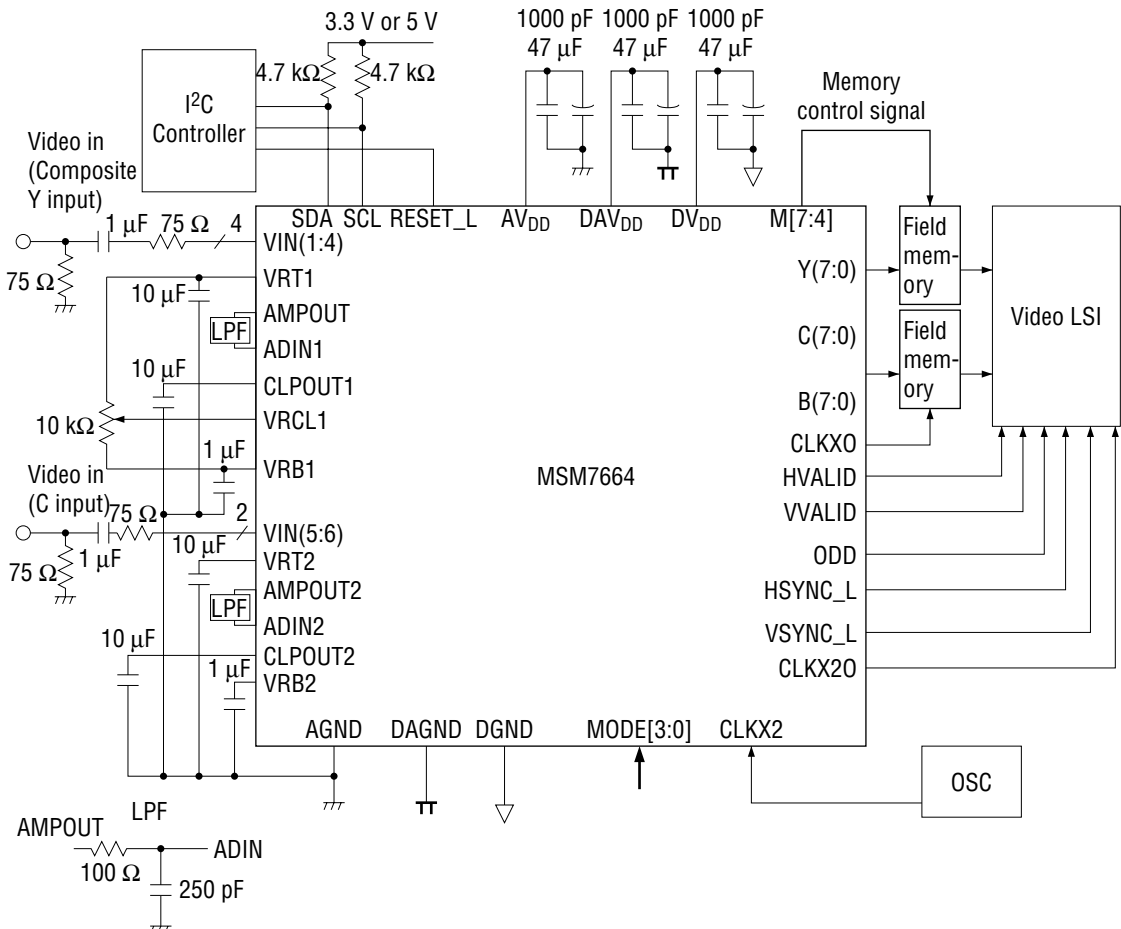 3.3 V or 5 V
4.7 kΩ
4.7 kΩ
I²C
Controller
1000 pF
47 µF
1000 pF
47 µF
1000 pF
47 µF
Memory
control signal
Video in
(Composite
Y input)
1 µF
75 Ω
4
75 Ω
SDA
SCL
RESET_L
AVDD
DAVDD
DVDD
M[7:4]
VIN(1:4)
VRT1
10 µF
AMPOUT
LPF
ADIN1
10 µF
CLPOUT1
VRCL1
10 kΩ
1 µF
VRB1
Video in
(C input)
75 Ω
2
1 µF
75 Ω
VIN(5:6)
10 µF
VRT2
AMPOUT2
LPF
ADIN2
10 µF
CLPOUT2
1 µF
VRB2
MSM7664
Y(7:0)
C(7:0)
B(7:0)
CLKXO
HVALID
VVALID
ODD
HSYNC_L
VSYNC_L
CLKX2O
Field
mem-
ory
Field
mem-
ory
Video LSI
AGND
DAGND
DGND
MODE[3:0]
CLKX2
OSC
LPF
AMPOUT
ADIN
100 Ω
250 pF